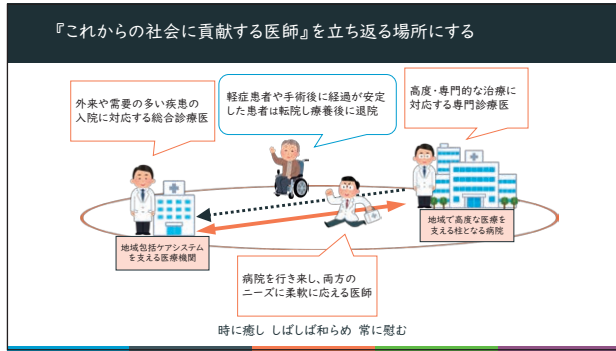 『これからの社会に貢献する医師』を立ち返る場所にする
外来や需要の多い疾患の
入院に対応する総合診療医
軽症患者や手術後に経過が安定
した患者は転院し療養後に退院
高度・専門的な治療に
対応する専門診療医
地域包括ケアシステム
を支える医療機関
地域で高度な医療を
支える柱となる病院
病院を行き来し、両方の
ニーズに柔軟に応える医師
時に癒し しばしば和らめ 常に慰む